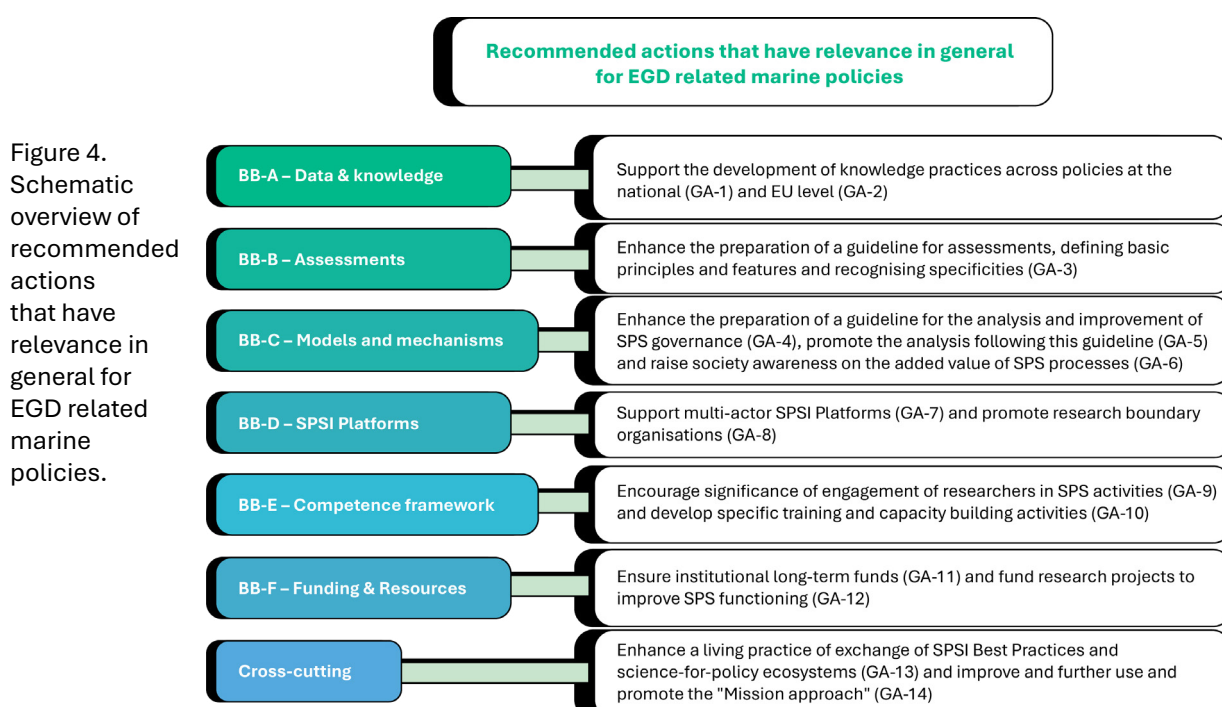 Recommended actions that have relevance in general
for EGD related marine policies
Figure 4.
Schematic
overview of
recommended
actions
that have
relevance in
general for
EGD related
marine
policies.
BB-A – Data & knowledge
Support the development of knowledge practices across policies at the
national (GA-1) and EU level (GA-2)
BB-B – Assessments
Enhance the preparation of a guideline for assessments, defining basic
principles and features and recognising specificities (GA-3)
BB-C – Models and mechanisms
Enhance the preparation of a guideline for the analysis and improvement of
SPS governance (GA-4), promote the analysis following this guideline (GA-5)
and raise society awareness on the added value of SPS processes (GA-6)
BB-D – SPSI Platforms
Support multi-actor SPSI Platforms (GA-7) and promote research boundary
organisations (GA-8)
BB-E – Competence framework
Encourage significance of engagement of researchers in SPS activities (GA-9)
and develop specific training and capacity building activities (GA-10)
BB-F – Funding & Resources
Ensure institutional long-term funds (GA-11) and fund research projects to
improve SPS functioning (GA-12)
Cross-cutting
Enhance a living practice of exchange of SPSI Best Practices and
science-for-policy ecosystems (GA-13) and improve and further use and
promote the "Mission approach" (GA-14)